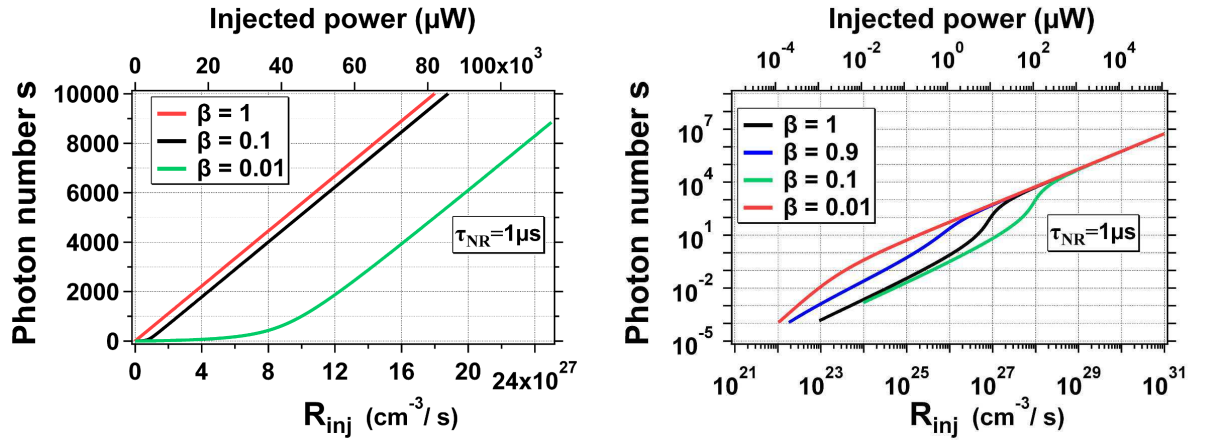 Injected power (µW)
0 20 40 60 80 100x10³
Photon number s
10000
8000
6000
4000
2000
0
β = 1
β = 0.1
β = 0.01
τNR=1µs
0 4 8 12 16 20 24x10²⁷
Rinj (cm⁻³/ s)
Injected power (µW)
10⁻⁴ 10⁻² 10⁰ 10² 10⁴
Photon number s
10⁷
10⁴
10¹
10⁻²
10⁻⁵
β = 1
β = 0.9
β = 0.1
β = 0.01
τNR=1µs
10²¹ 10²³ 10²⁵ 10²⁷ 10²⁹ 10³¹
Rinj (cm⁻³/ s)